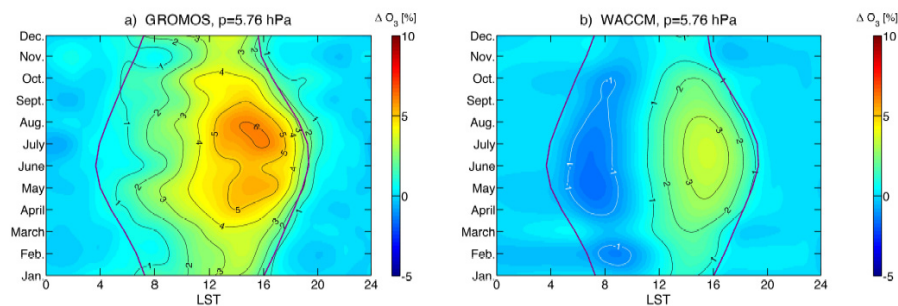 a) GROMOS, p=5.76 hPa
Δ O3 [%]
b) WACCM, p=5.76 hPa
Δ O3 [%]
Dec.
Nov.
Oct.
Sept.
Aug.
July
June
May
April
March
Feb.
Jan
0 4 8 12 16 20 24
LST
10
5
0
-5
Dec.
Nov.
Oct.
Sept.
Aug.
July
June
May
April
March
Feb.
Jan
0 4 8 12 16 20 24
LST
10
5
0
-5